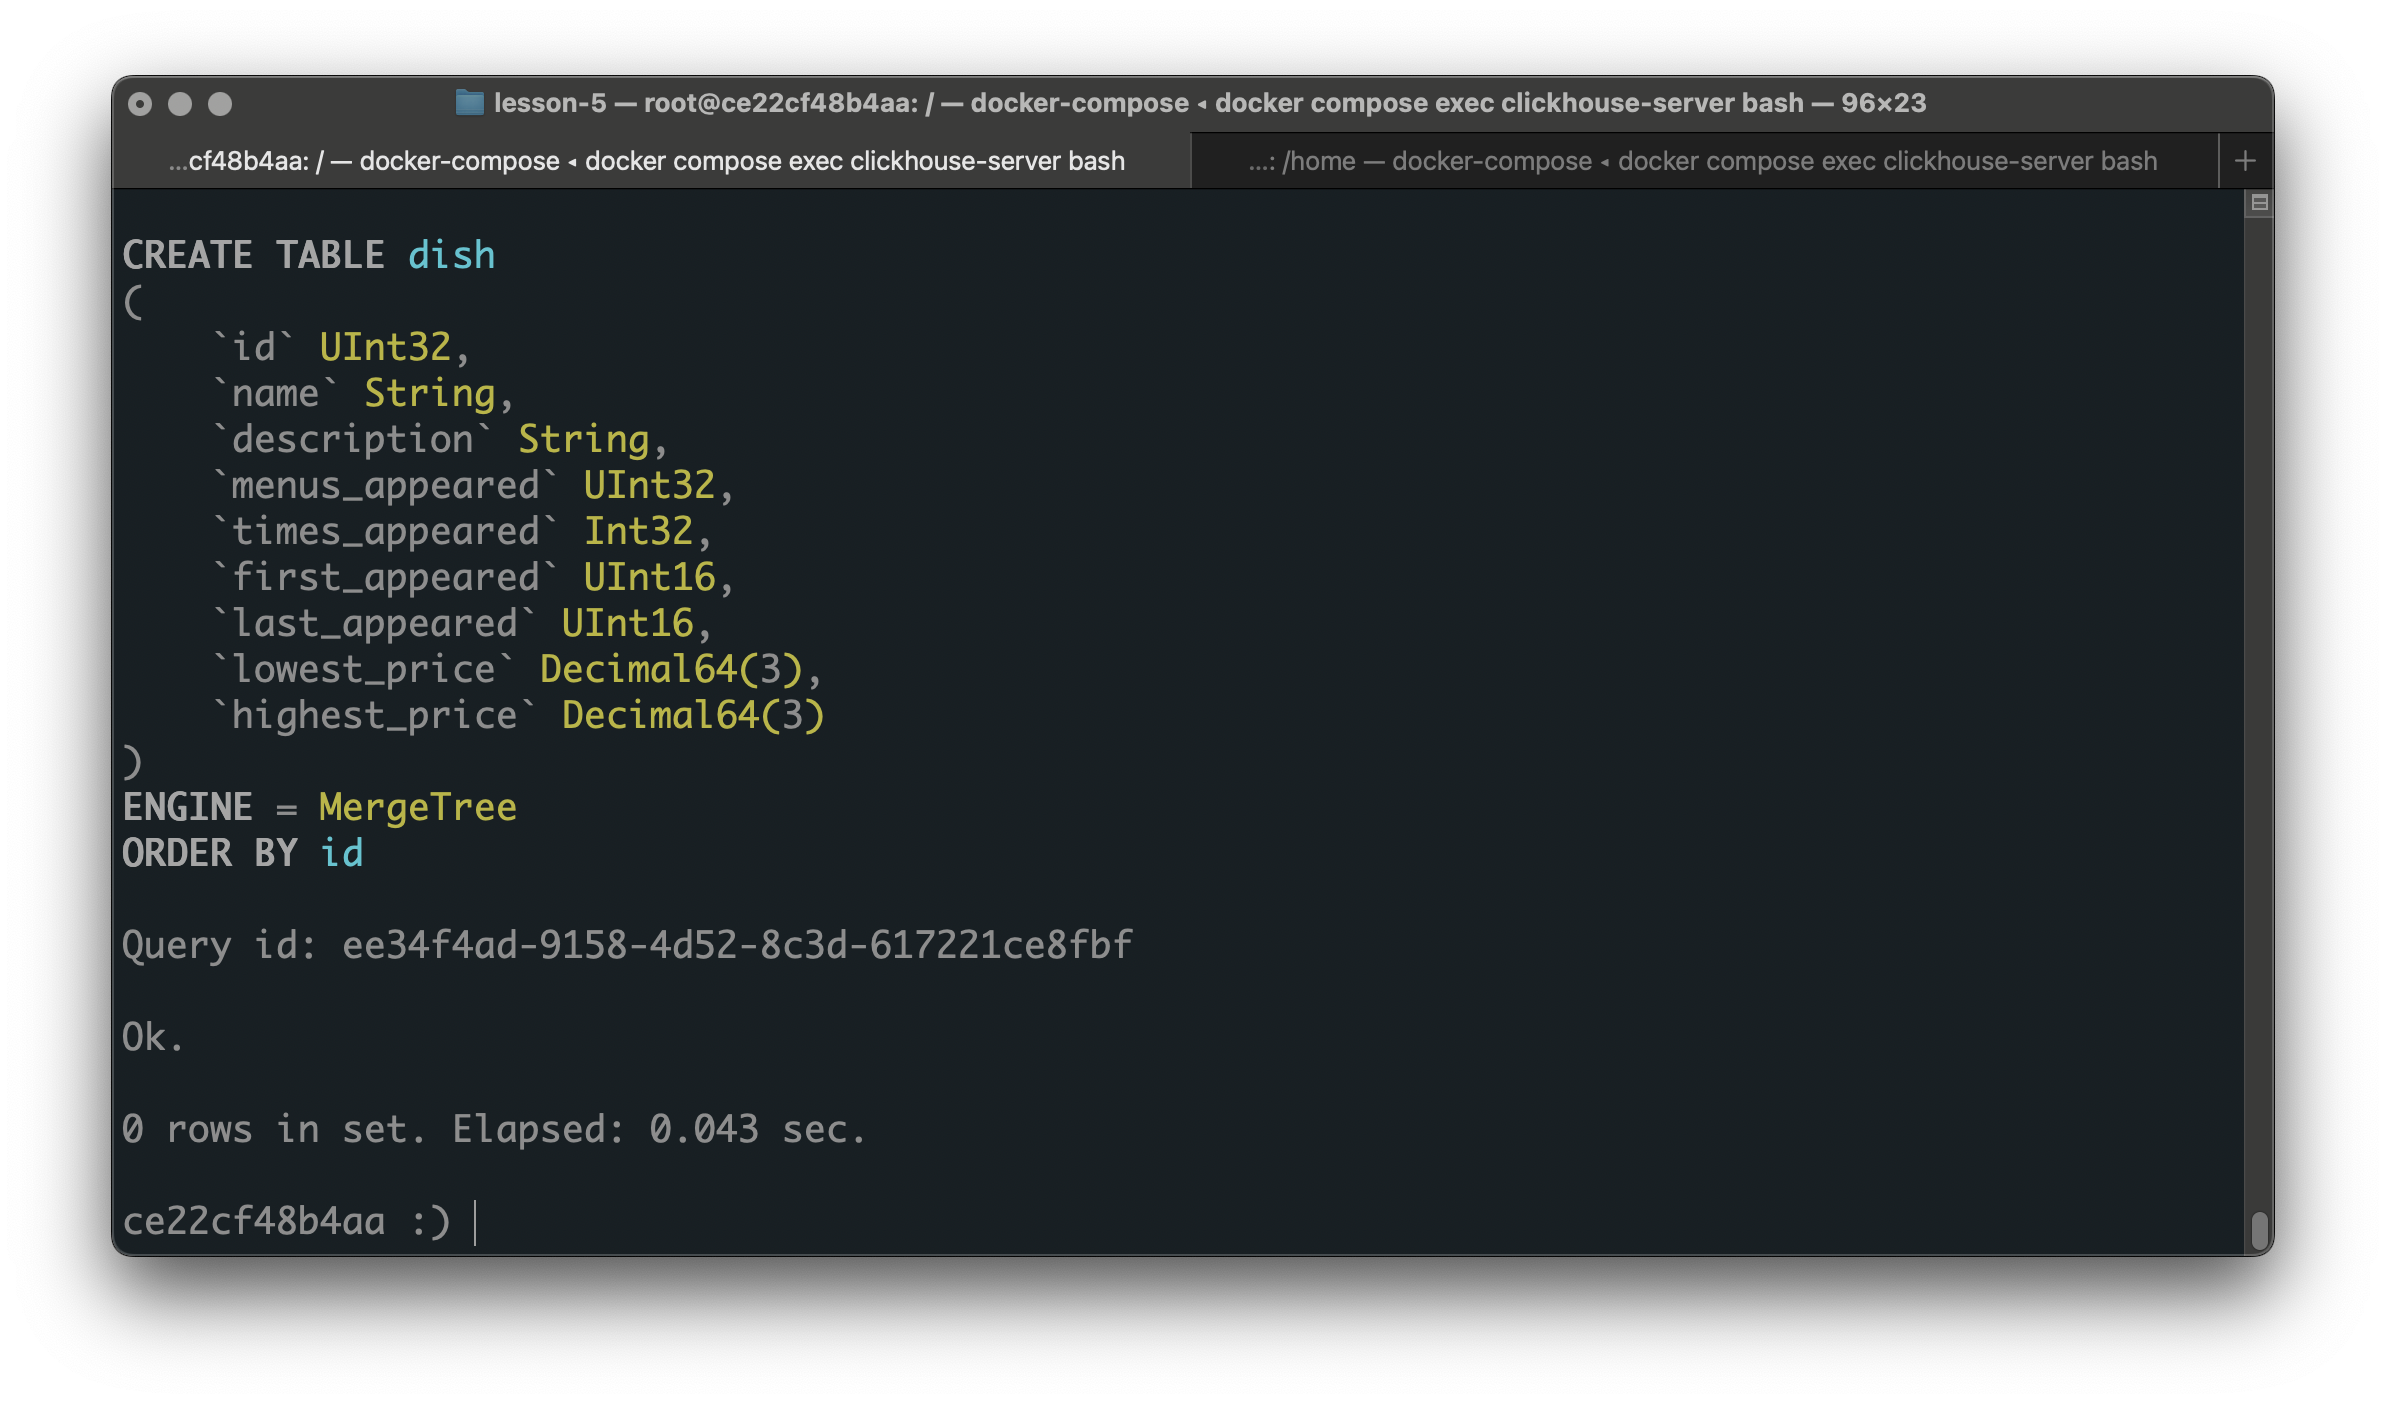 lesson-5 — root@ce22cf48b4aa: / — docker-compose ◂ docker compose exec clickhouse-server bash — 96×23
...cf48b4aa: / — docker-compose ◂ docker compose exec clickhouse-server bash
...: /home — docker-compose ◂ docker compose exec clickhouse-server bash
CREATE TABLE dish
(
    `id` UInt32,
    `name` String,
    `description` String,
    `menus_appeared` UInt32,
    `times_appeared` Int32,
    `first_appeared` UInt16,
    `last_appeared` UInt16,
    `lowest_price` Decimal64(3),
    `highest_price` Decimal64(3)
)
ENGINE = MergeTree
ORDER BY id
Query id: ee34f4ad-9158-4d52-8c3d-617221ce8fbf
Ok.
0 rows in set. Elapsed: 0.043 sec.
ce22cf48b4aa :)